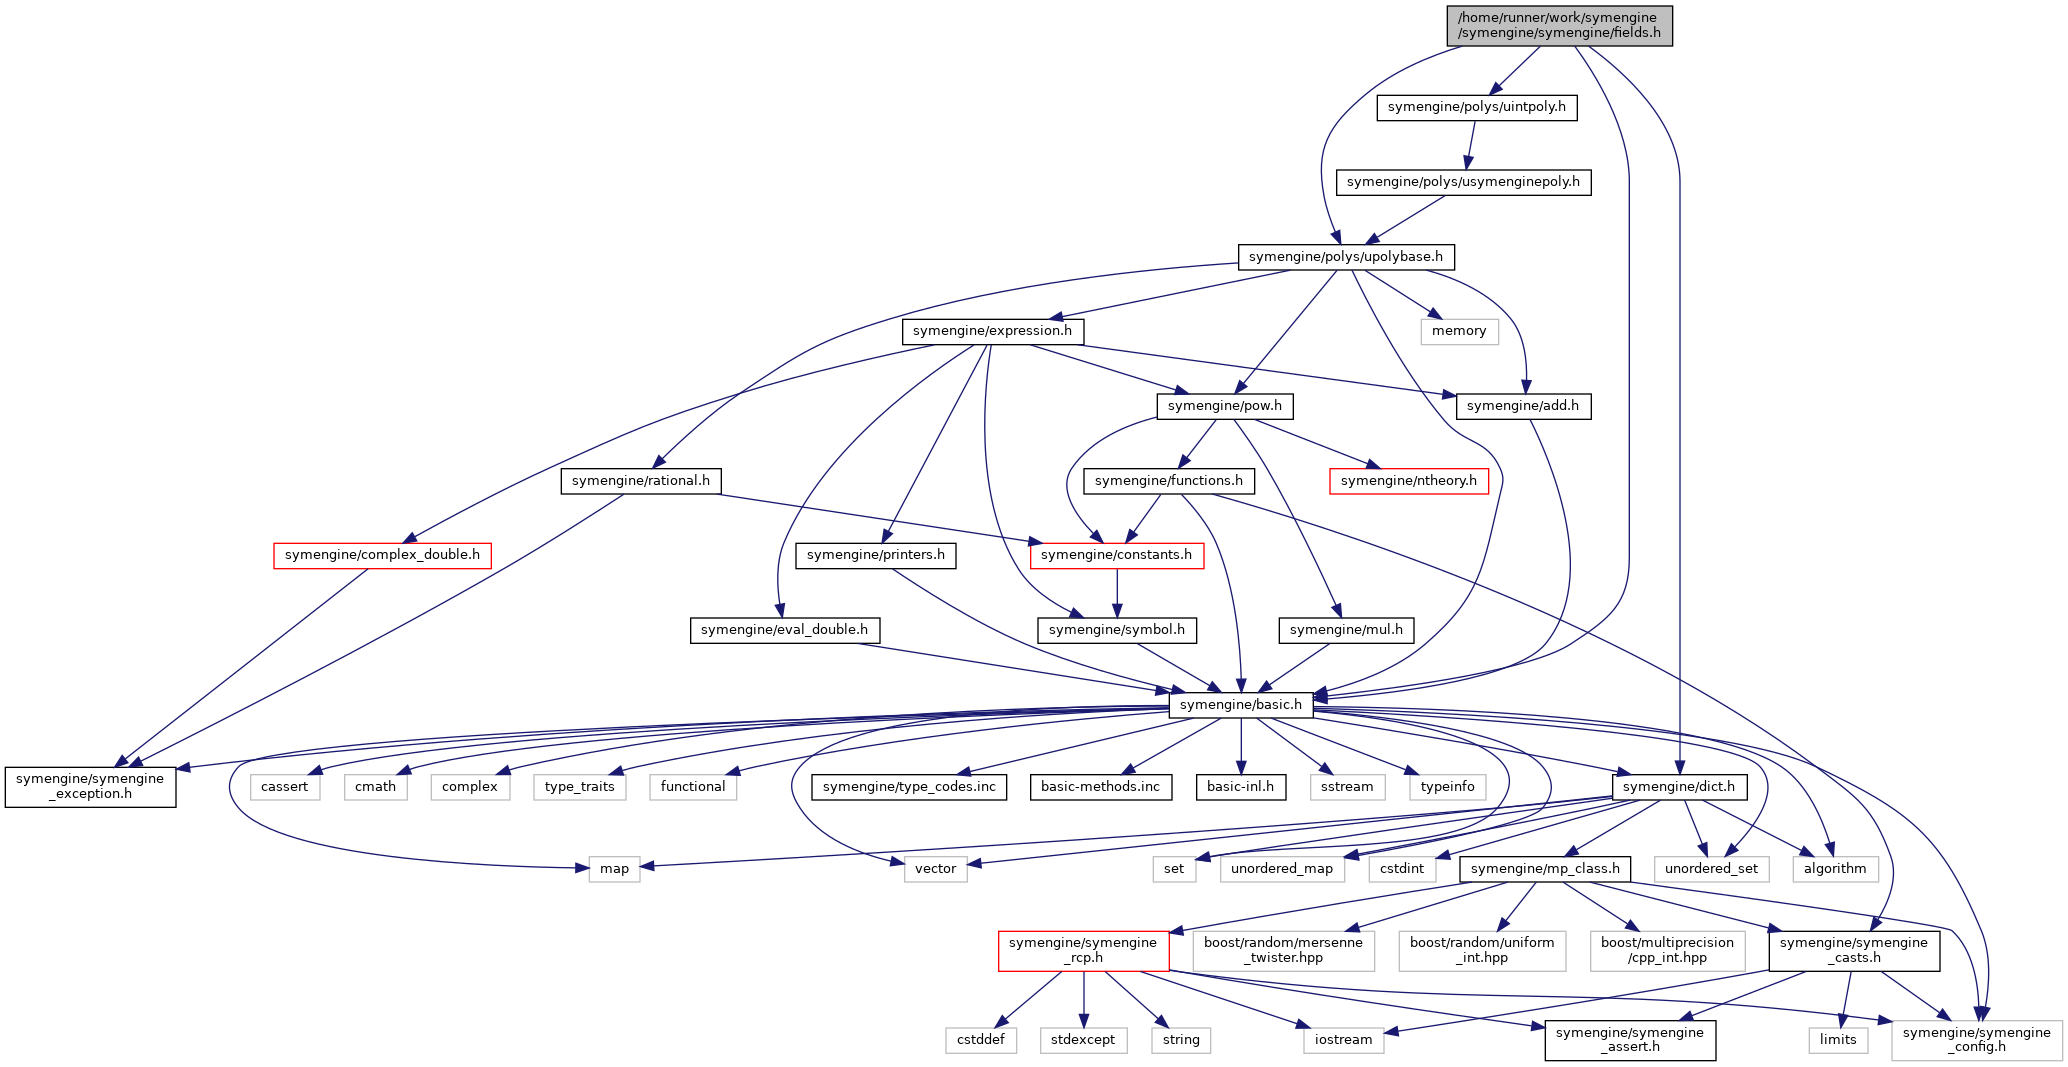 /home/runner/work/symengine
/symengine/symengine/fields.h
symengine/polys/uintpoly.h
symengine/polys/usymenginepoly.h
symengine/polys/upolybase.h
symengine/expression.h
memory
symengine/pow.h
symengine/add.h
symengine/rational.h
symengine/functions.h
symengine/ntheory.h
symengine/complex_double.h
symengine/printers.h
symengine/constants.h
symengine/eval_double.h
symengine/symbol.h
symengine/mul.h
symengine/basic.h
symengine/symengine
_exception.h
cassert
cmath
complex
type_traits
functional
symengine/type_codes.inc
basic-methods.inc
basic-inl.h
sstream
typeinfo
symengine/dict.h
map
vector
set
unordered_map
cstdint
symengine/mp_class.h
unordered_set
algorithm
symengine/symengine
_rcp.h
boost/random/mersenne
_twister.hpp
boost/random/uniform
_int.hpp
boost/multiprecision
/cpp_int.hpp
symengine/symengine
_casts.h
cstddef
stdexcept
string
iostream
symengine/symengine
_assert.h
limits
symengine/symengine
_config.h